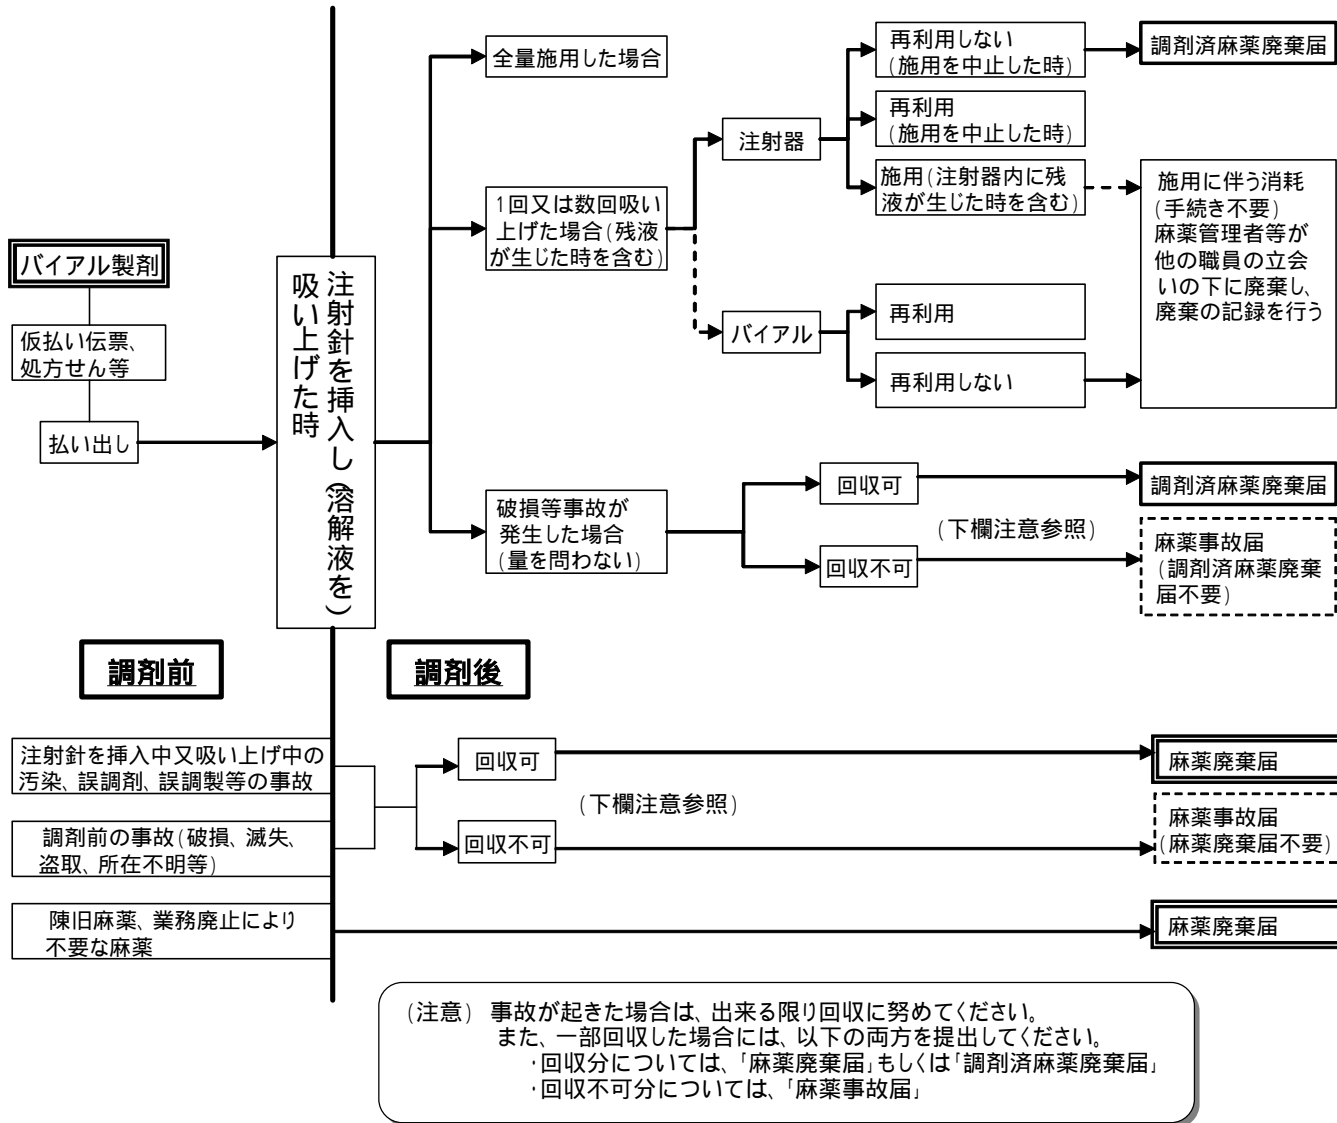 バイアル製剤
仮払い伝票、
処方せん等
払い出し
注射針を挿入し(溶解液を)
吸い上げた時
全量施用した場合
1回又は数回吸い
上げた場合(残液
が生じた時を含む)
注射器
再利用しない
(施用を中止した時)
調剤済麻薬廃棄届
再利用
(施用を中止した時)
施用(注射器内に残
液が生じた時を含む)
施用に伴う消耗
(手続き不要)
麻薬管理者等が
他の職員の立会
いの下に廃棄し、
廃棄の記録を行う
バイアル
再利用
再利用しない
破損等事故が
発生した場合
(量を問わない)
回収可
調剤済麻薬廃棄届
(下欄注意参照)
回収不可
麻薬事故届
(調剤済麻薬廃棄
届不要)
調剤前
調剤後
注射針を挿入中又吸い上げ中の
汚染、誤調剤、誤調製等の事故
調剤前の事故(破損、滅失、
盗取、所在不明等)
回収可
麻薬廃棄届
(下欄注意参照)
回収不可
麻薬事故届
(麻薬廃棄届不要)
陳旧麻薬、業務廃止により
不要な麻薬
麻薬廃棄届
(注意) 事故が起きた場合は、出来る限り回収に努めてください。
また、一部回収した場合には、以下の両方を提出してください。
・回収分については、「麻薬廃棄届」もしくは「調剤済麻薬廃棄届」
・回収不可分については、「麻薬事故届」